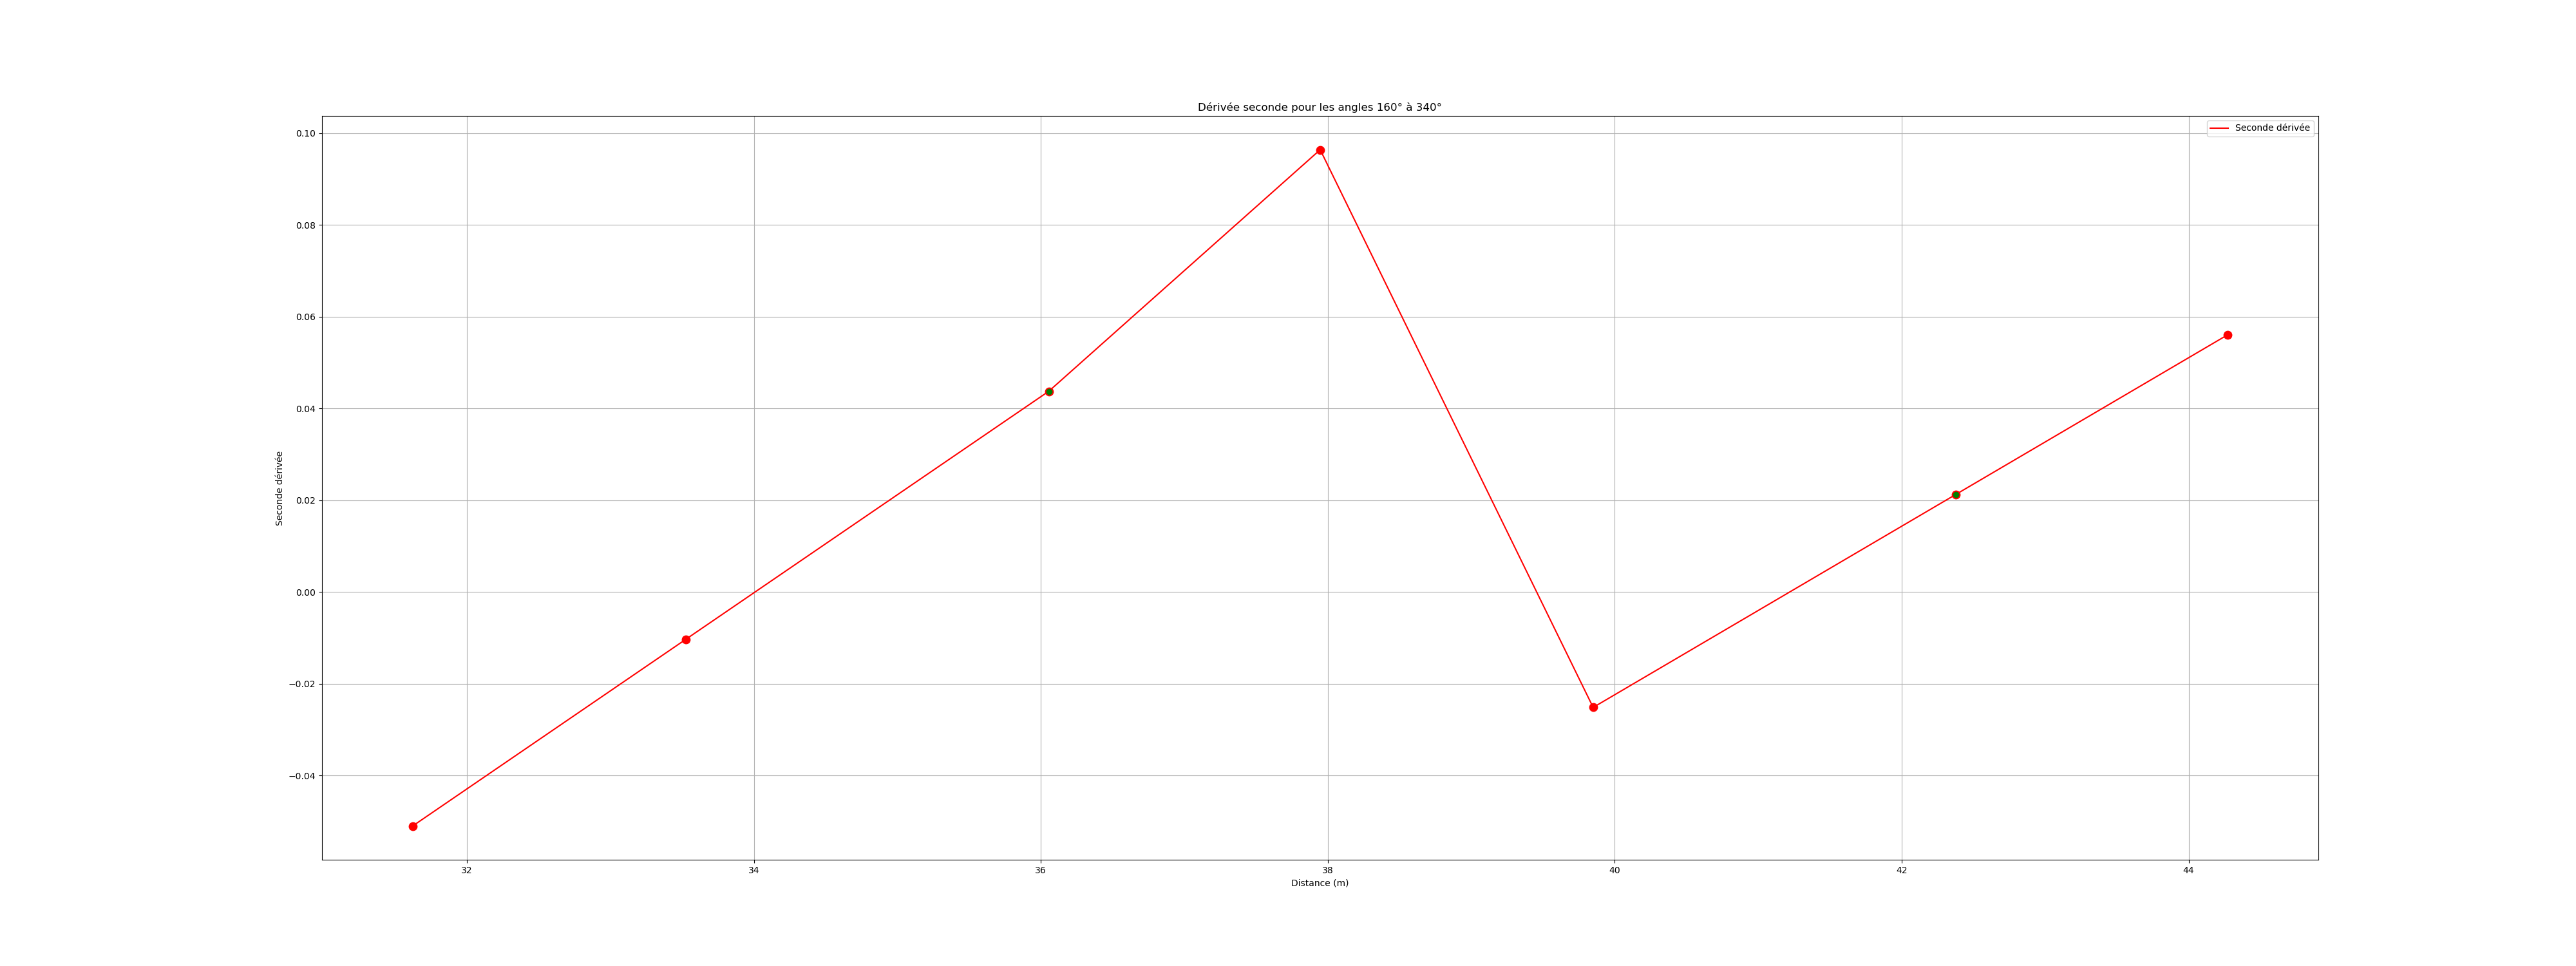 Dérivée seconde pour les angles 160° à 340°
Seconde dérivée
0.10
0.08
0.06
0.04
0.02
0.00
−0.02
−0.04
Seconde dérivée
32 34 36 38 40 42 44
Distance (m)